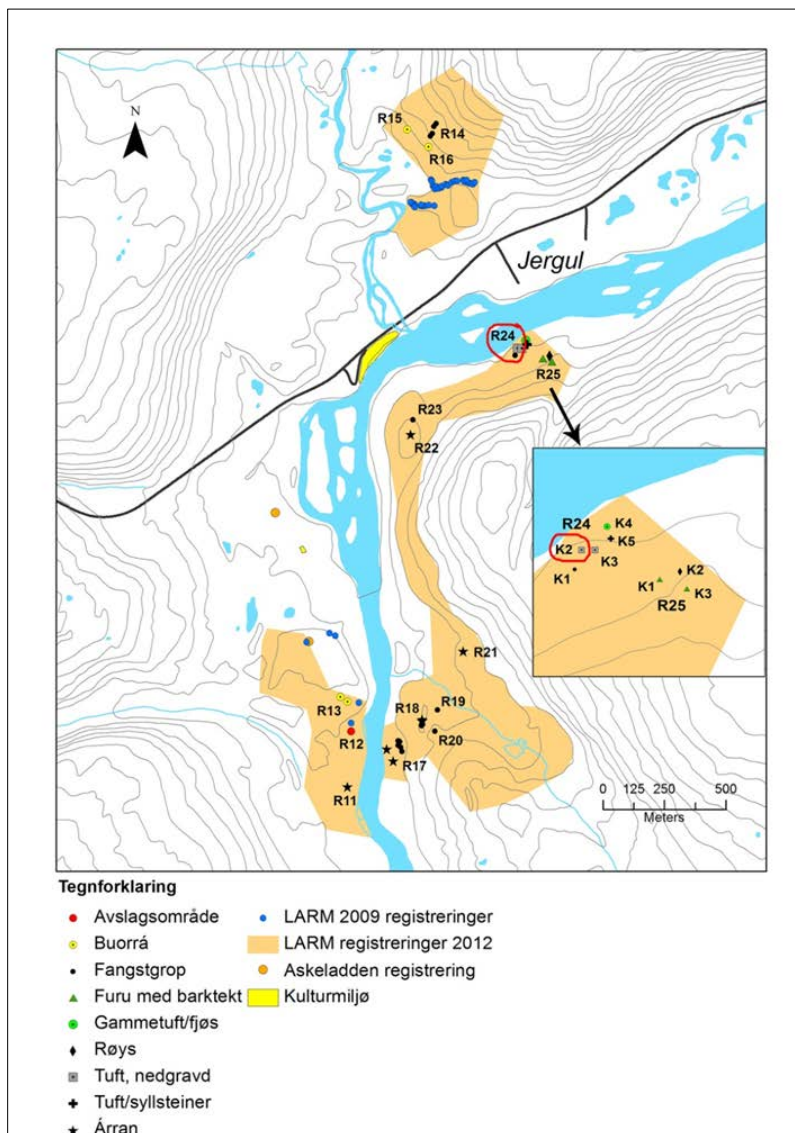 N
R15
R14
R16
Jergul
R24
R25
R23
R22
R24
K4
K5
K2
K3
K1
K2
K1
K3
R25
R21
R19
R18
R20
R13
R12
R17
R11
0 125 230 500
Meters
Tegnforklaring
Avslagsområde
Buorrá
Fangstgrop
Furu med barktekt
Gammetuft/fjøs
Røys
Tuft, nedgravd
Tuft/syllsteiner
Árran
LARM 2009 registreringer
LARM registreringer 2012
Askeladden registrering
Kulturmiljø